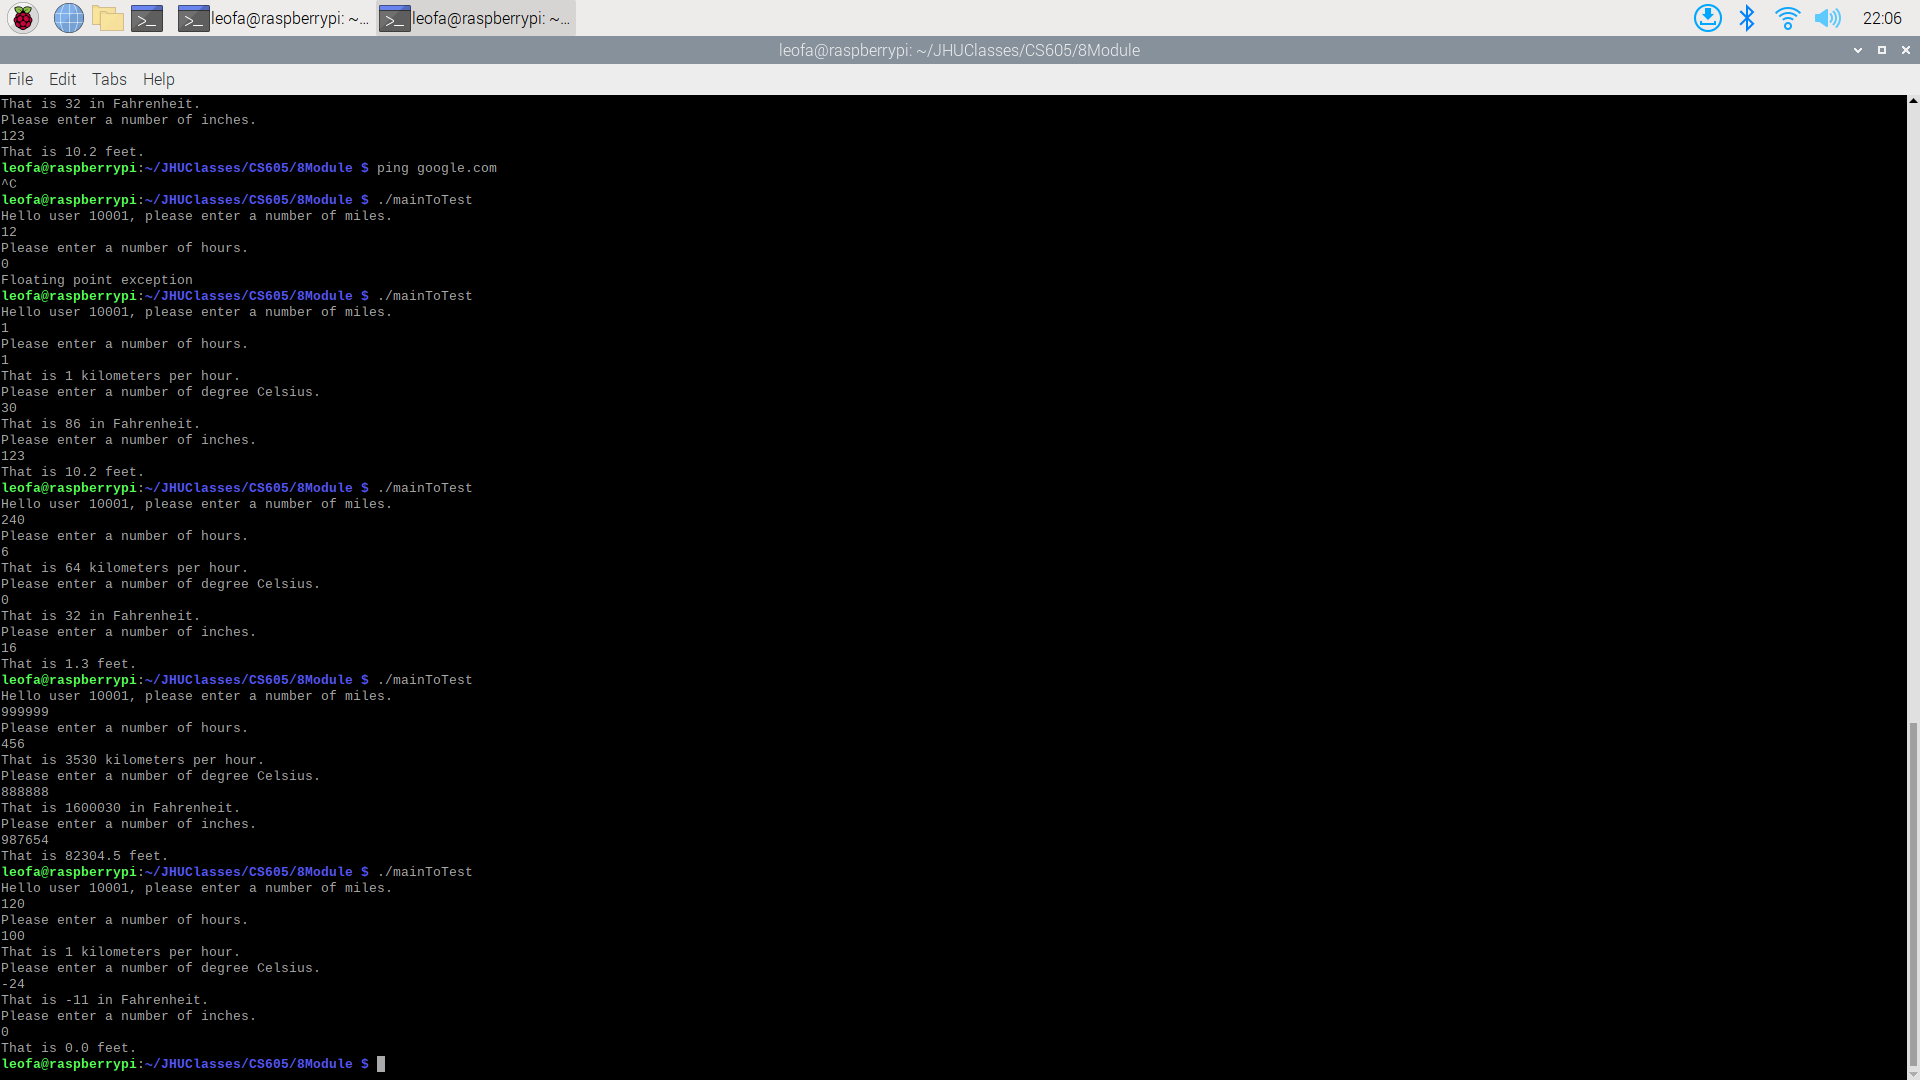 leofa@raspberrypi: ~... leofa@raspberrypi: ~... 22:06
leofa@raspberrypi: ~/JHUClasses/CS605/8Module
File Edit Tabs Help
That is 32 in Fahrenheit.
Please enter a number of inches.
123
That is 10.2 feet.
leofa@raspberrypi:~/JHUClasses/CS605/8Module $ ping google.com
^C
leofa@raspberrypi:~/JHUClasses/CS605/8Module $ ./mainToTest
Hello user 10001, please enter a number of miles.
12
Please enter a number of hours.
0
Floating point exception
leofa@raspberrypi:~/JHUClasses/CS605/8Module $ ./mainToTest
Hello user 10001, please enter a number of miles.
1
Please enter a number of hours.
1
That is 1 kilometers per hour.
Please enter a number of degree Celsius.
30
That is 86 in Fahrenheit.
Please enter a number of inches.
123
That is 10.2 feet.
leofa@raspberrypi:~/JHUClasses/CS605/8Module $ ./mainToTest
Hello user 10001, please enter a number of miles.
240
Please enter a number of hours.
6
That is 64 kilometers per hour.
Please enter a number of degree Celsius.
0
That is 32 in Fahrenheit.
Please enter a number of inches.
16
That is 1.3 feet.
leofa@raspberrypi:~/JHUClasses/CS605/8Module $ ./mainToTest
Hello user 10001, please enter a number of miles.
999999
Please enter a number of hours.
456
That is 3530 kilometers per hour.
Please enter a number of degree Celsius.
888888
That is 1600030 in Fahrenheit.
Please enter a number of inches.
987654
That is 82304.5 feet.
leofa@raspberrypi:~/JHUClasses/CS605/8Module $ ./mainToTest
Hello user 10001, please enter a number of miles.
120
Please enter a number of hours.
100
That is 1 kilometers per hour.
Please enter a number of degree Celsius.
-24
That is -11 in Fahrenheit.
Please enter a number of inches.
0
That is 0.0 feet.
leofa@raspberrypi:~/JHUClasses/CS605/8Module $